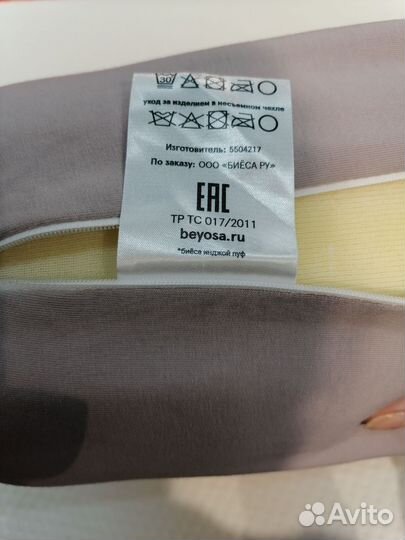 30
уход за изделием в несъемном чехле
Изготовитель: 5504217
По заказу: ООО «БИЁСА РУ»
EAC
ТР ТС 017/2011
beyosa.ru
*биёса инджой пуф
Avito